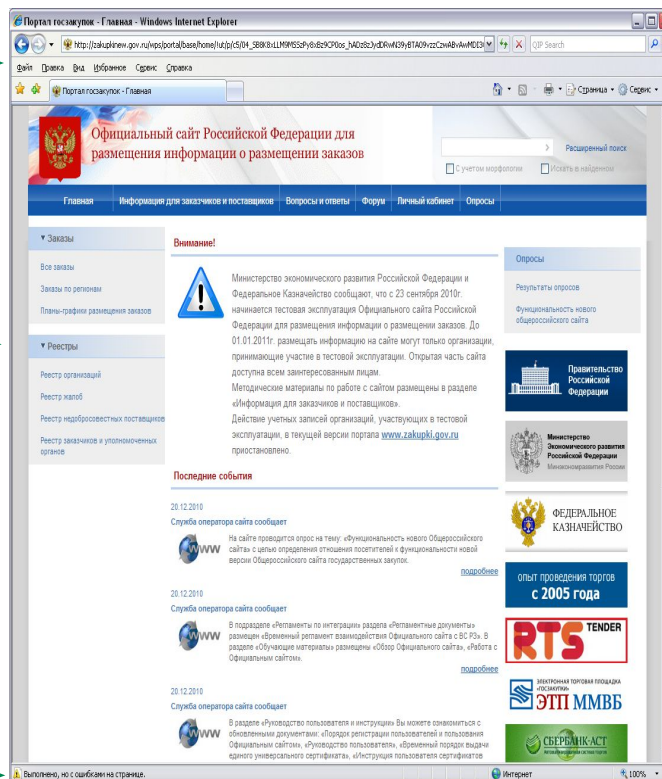 Портал госзакупок - Главная - Windows Internet Explorer
QIP Search
Файл Правка Вид Избранное Сервис Справка
Портал госзакупок - Главная
Страница
Сервис
Официальный сайт Российской Федерации для
размещения информации о размещении заказов
Расширенный поиск
С учетом морфологии
Искать в найденном
Главная
Информация для заказчиков и поставщиков
Вопросы и ответы
Форум
Личный кабинет
Опросы
Заказы
Все заказы
Заказы по регионам
Планы-графики размещения заказов
Реестры
Реестр организаций
Реестр жалоб
Реестр недобросовестных поставщиков
Реестр заказчиков и уполномоченных
органов
Внимание!
Министерство экономического развития Российской Федерации и
Федеральное Казначейство сообщают, что с 23 сентября 2010г.
начинается тестовая эксплуатация Официального сайта Российской
Федерации для размещения информации о размещении заказов. До
01.01.2011г. размещать информацию на сайте могут только организации,
принимающие участие в тестовой эксплуатации. Открытая часть сайта
доступна всем заинтересованным лицам.
Методические материалы по работе с сайтом размещены в разделе
«Информация для заказчиков и поставщиков».
Действие учетных записей организаций, участвующих в тестовой
эксплуатации, в текущей версии портала www.zakupki.gov.ru
приостановлено.
Последние события
20.12.2010
Служба оператора сайта сообщает
www
На сайте проводится опрос на тему: «Функциональность нового Общероссийского
сайта» с целью определения отношения посетителей к функциональности новой
версии Общероссийского сайта государственных закупок.
подробнее
20.12.2010
Служба оператора сайта сообщает
www
В подразделе «Регламенты по интеграции» раздела «Регламентные документы»
размещен «Временный регламент взаимодействия Официального сайта с ВС РЗ». В
разделе «Обучающие материалы» размещены «Обзор Официального сайта», «Работа с
Официальным сайтом».
подробнее
20.12.2010
Служба оператора сайта сообщает
www
В разделе «Руководство пользователя и инструкции» Вы можете ознакомиться с
обновленными документами: «Порядок регистрации пользователей и пользования
Официальным сайтом», «Руководство пользователя», «Временный порядок выдачи
единого универсального сертификата», «Инструкция пользователя сертификатов
Опросы
Результаты опросов
Функциональность нового
общероссийского сайта
Правительство
Российской
Федерации
Министерство
Экономического развития
Российской Федерации
Минэкономразвития России
ФЕДЕРАЛЬНОЕ
КАЗНАЧЕЙСТВО
опыт проведения торгов
с 2005 года
RTS TENDER
ЭЛЕКТРОННАЯ ТОРГОВАЯ ПЛОЩАДКА
«ГОСЗАКУПКИ»
ЭТП ММВБ
СБЕРБАНК-АСТ
Выполнено, но с ошибками на странице.
Интернет
100%